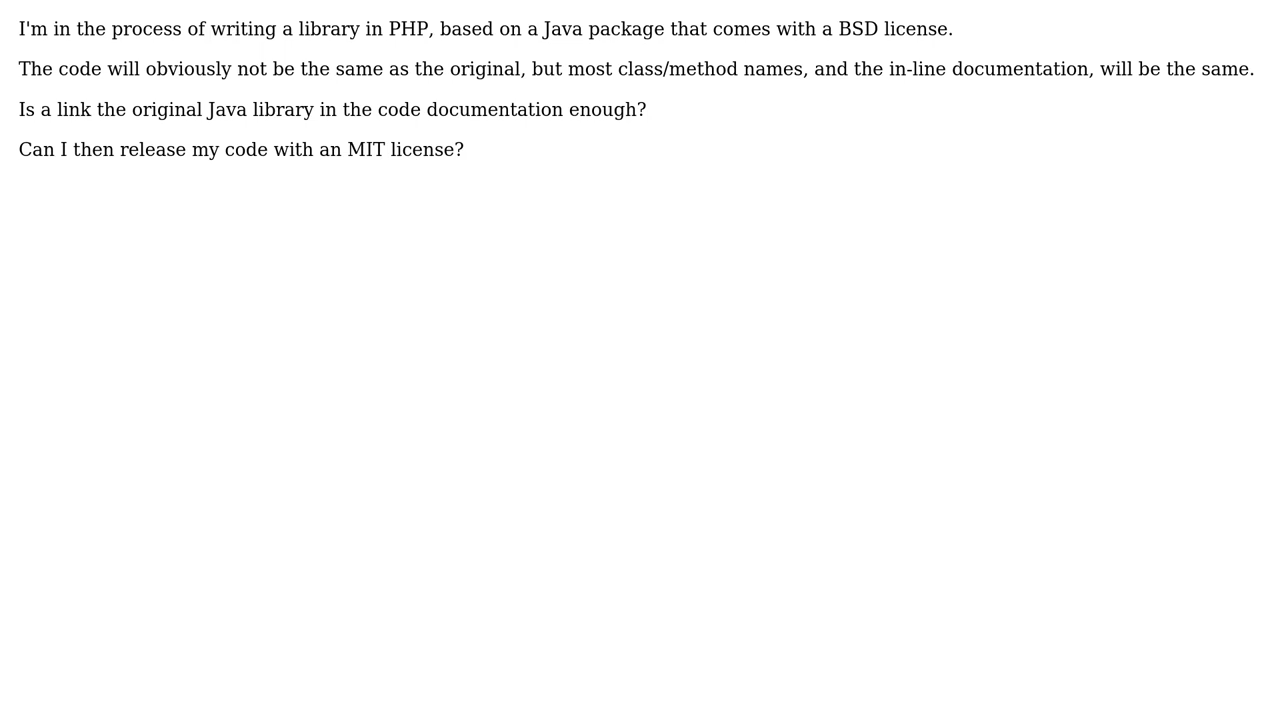 I'm in the process of writing a library in PHP, based on a Java package that comes with a BSD license.
The code will obviously not be the same as the original, but most class/method names, and the in-line documentation, will be the same.
Is a link the original Java library in the code documentation enough?
Can I then release my code with an MIT license?